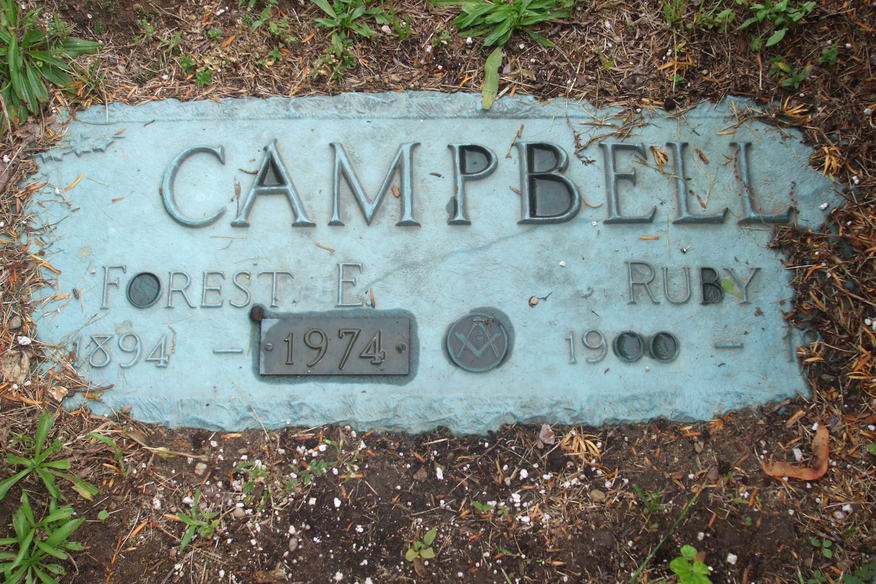 CAMPBELL
FOREST E. RUBY
1894 – 1974 1900 –